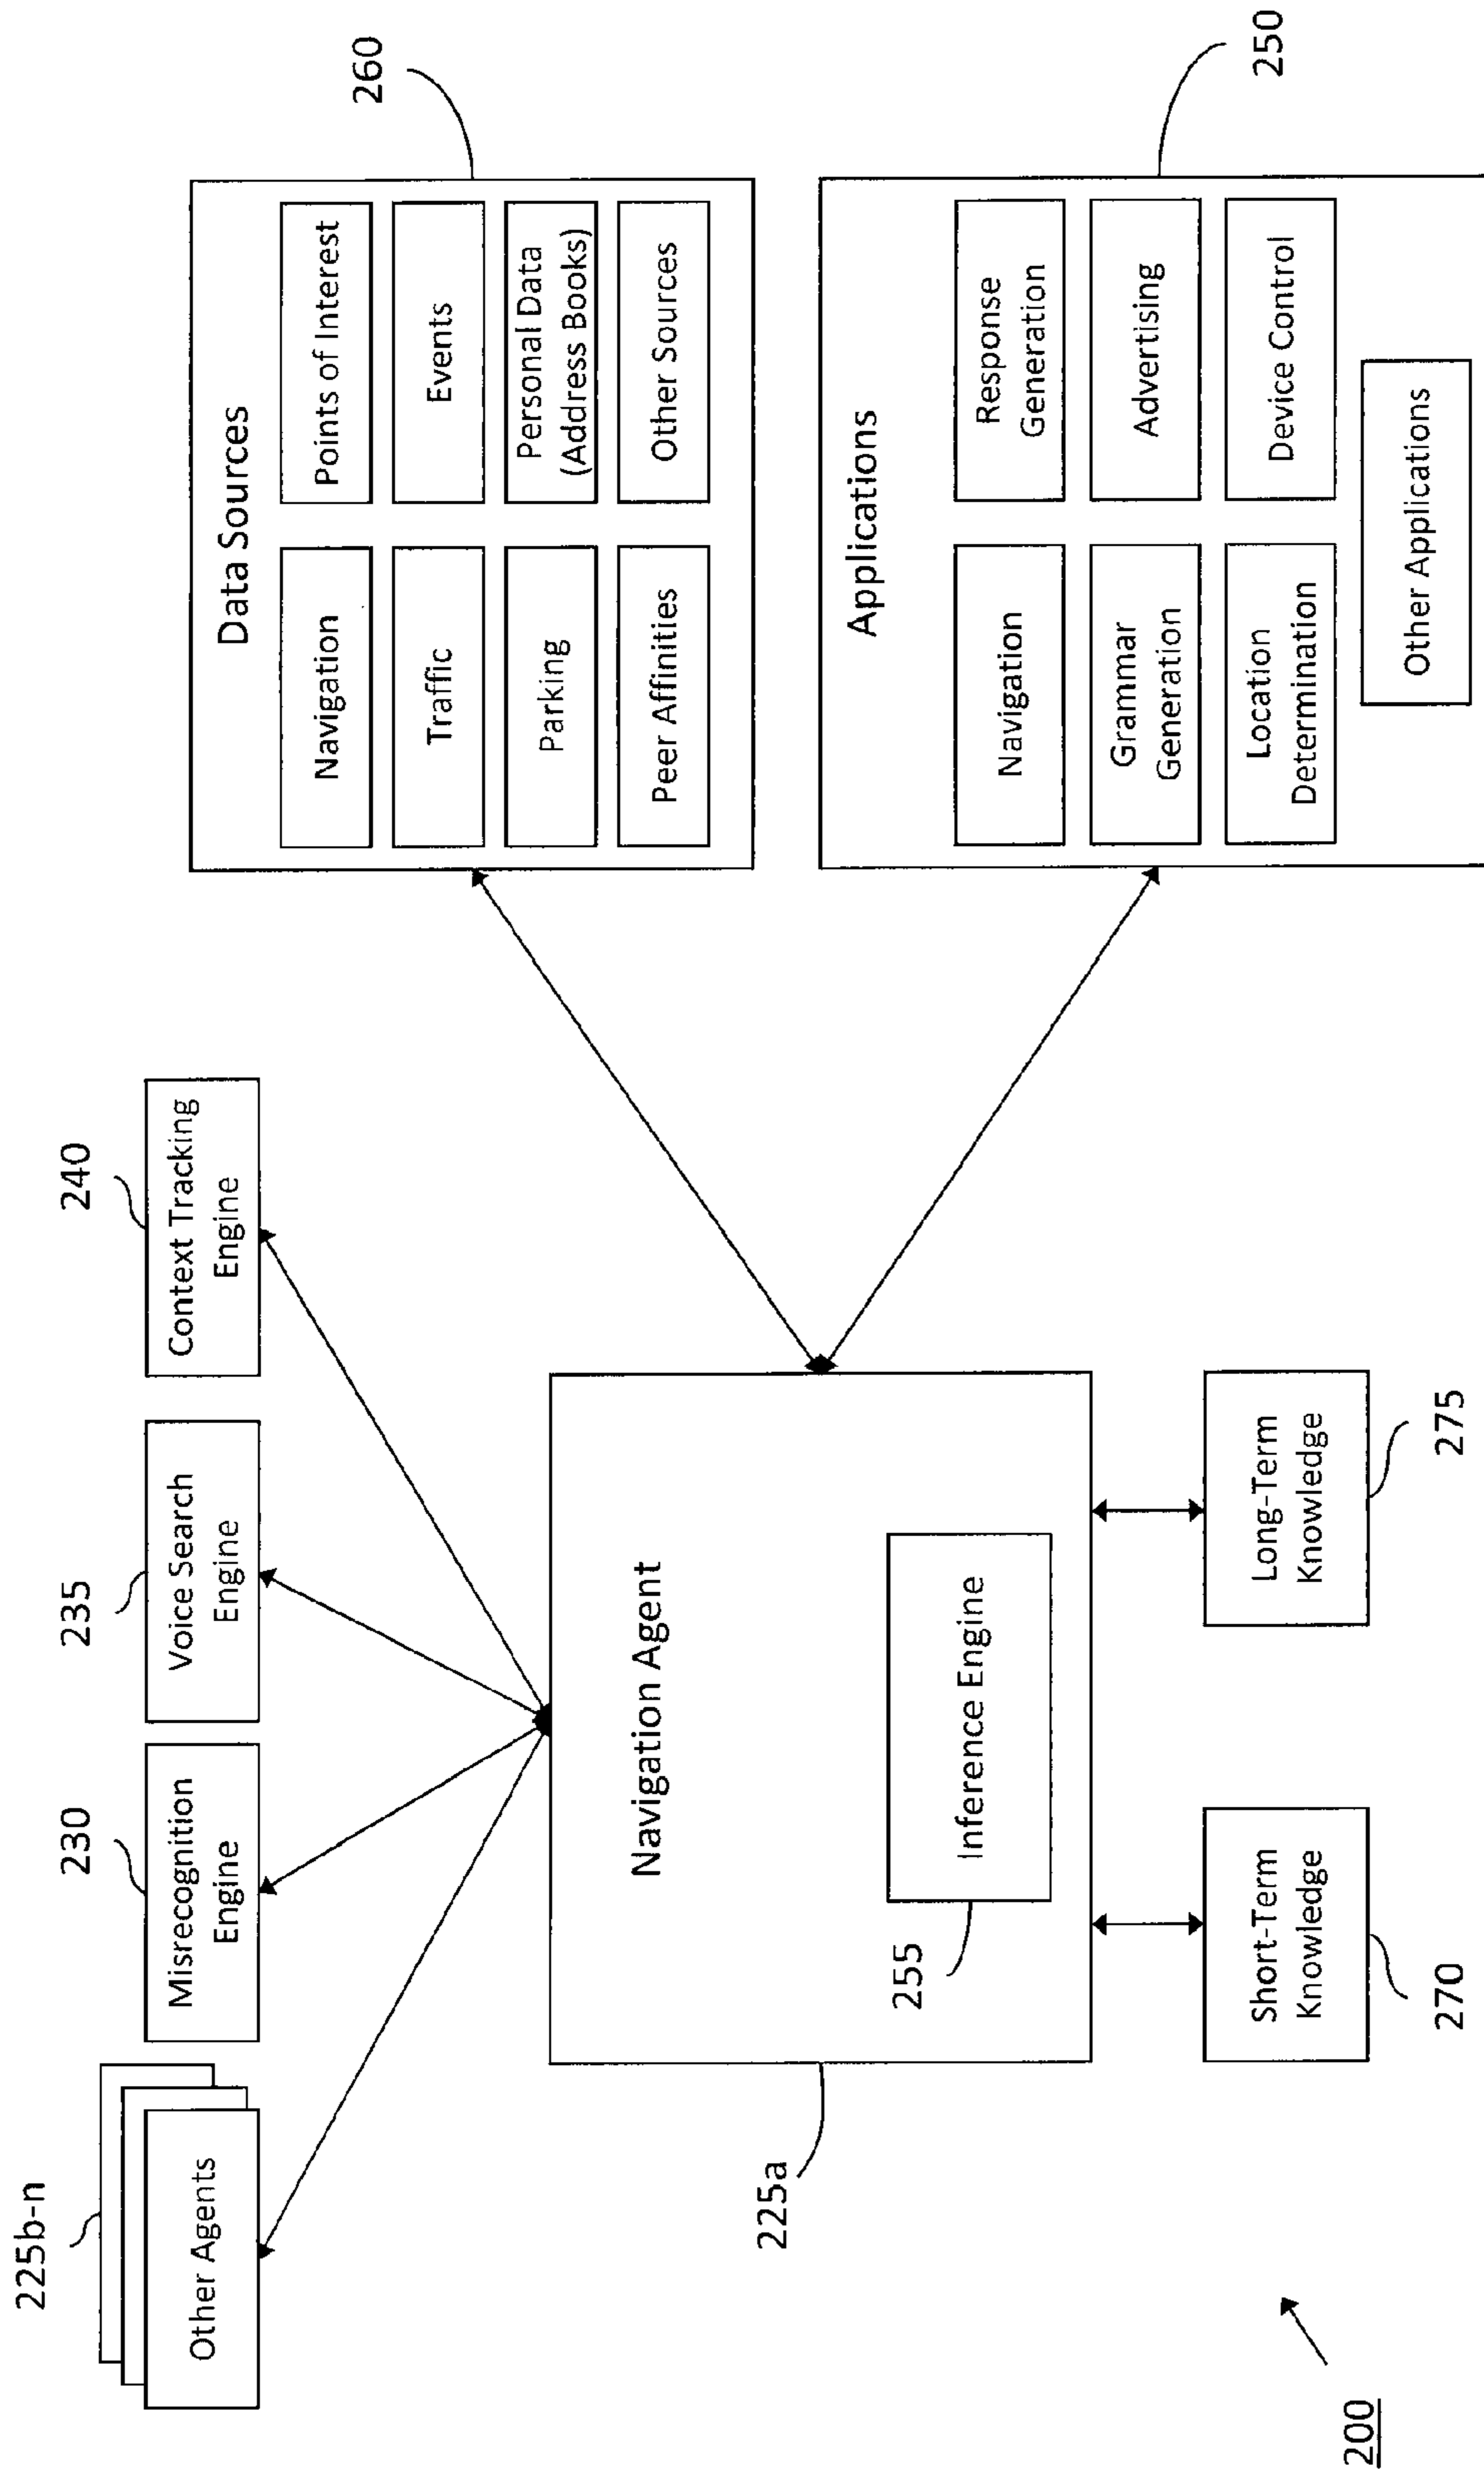 225b-n
Other Agents
230
Misrecognition
Engine
235
Voice Search
Engine
240
Context Tracking
Engine
225a
Navigation Agent
255
Inference Engine
270
Short-Term
Knowledge
275
Long-Term
Knowledge
260
Data Sources
Navigation
Points of Interest
Traffic
Events
Parking
Personal Data
(Address Books)
Peer Affinities
Other Sources
250
Applications
Navigation
Response
Generation
Grammar
Generation
Advertising
Location
Determination
Device Control
Other Applications
200